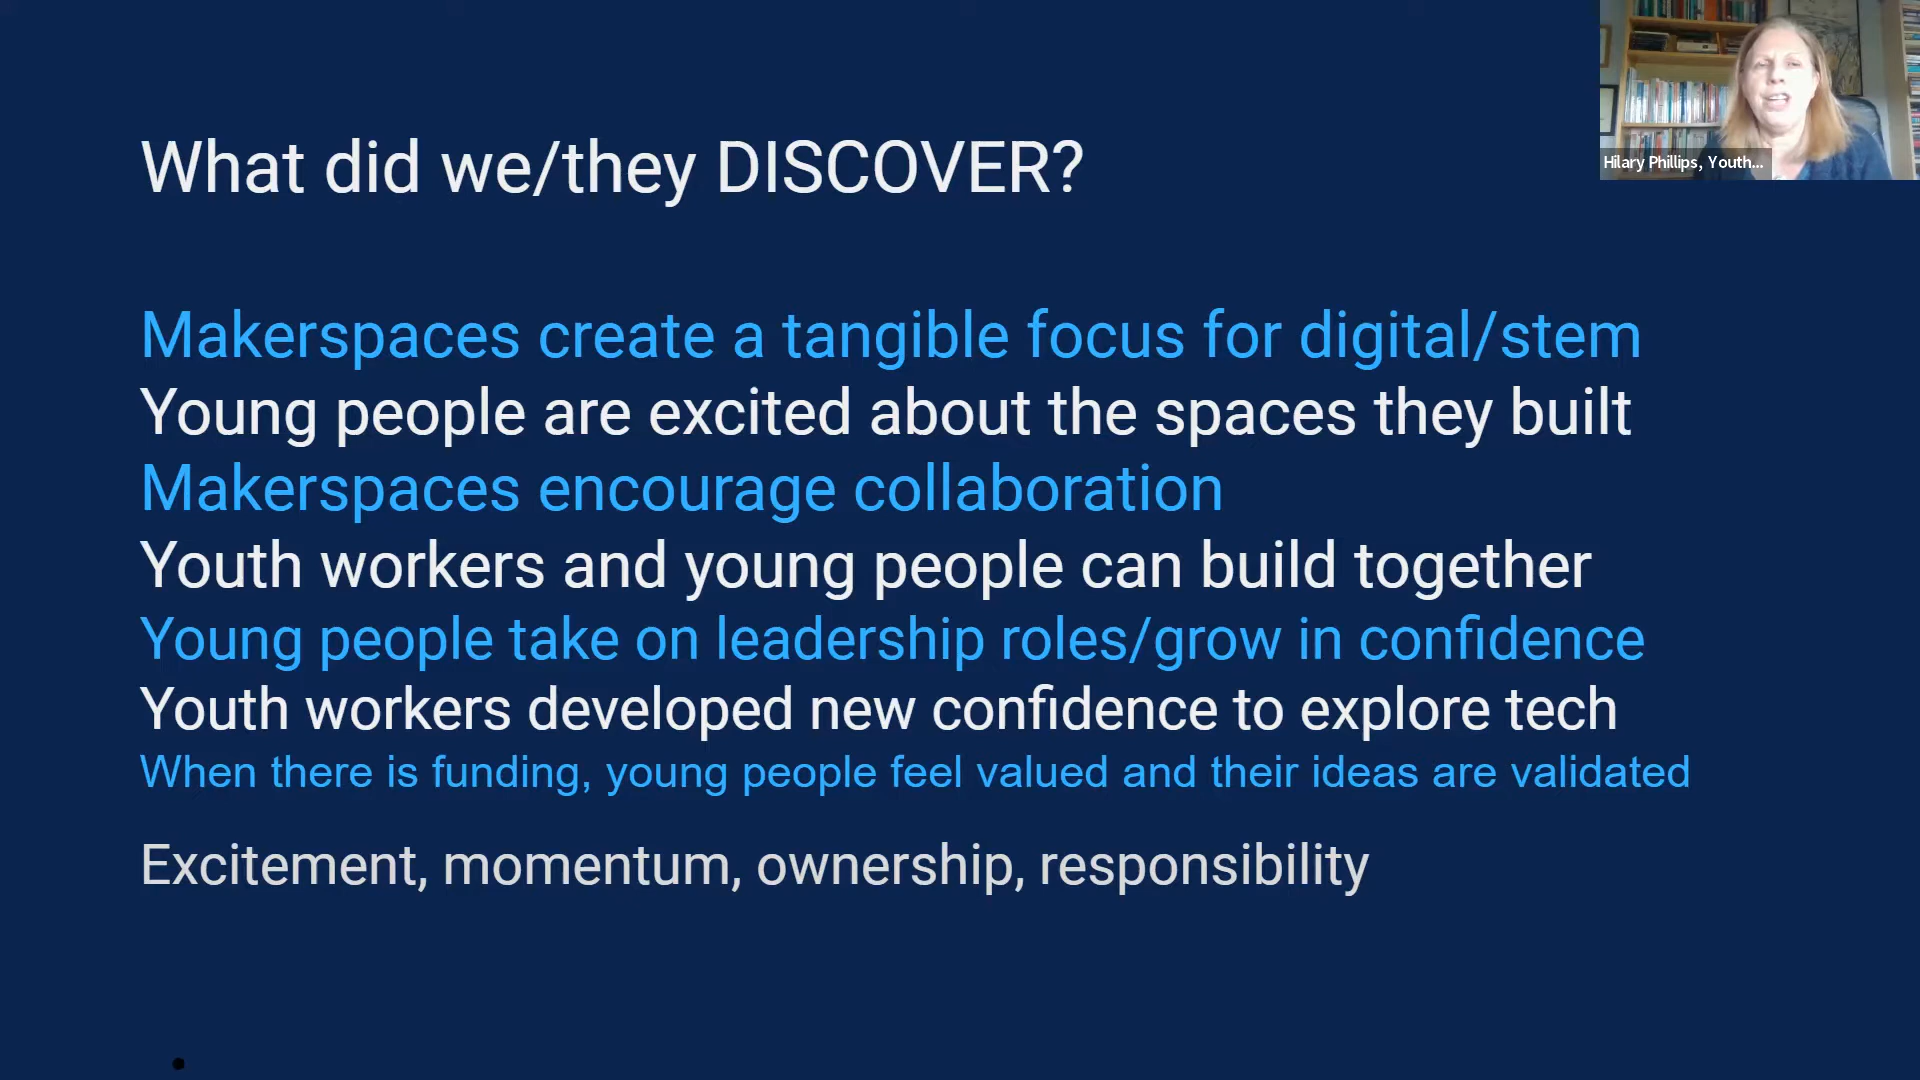 What did we/they DISCOVER?
Hilary Phillips, Youth...
Makerspaces create a tangible focus for digital/stem
Young people are excited about the spaces they built
Makerspaces encourage collaboration
Youth workers and young people can build together
Young people take on leadership roles/grow in confidence
Youth workers developed new confidence to explore tech
When there is funding, young people feel valued and their ideas are validated
Excitement, momentum, ownership, responsibility